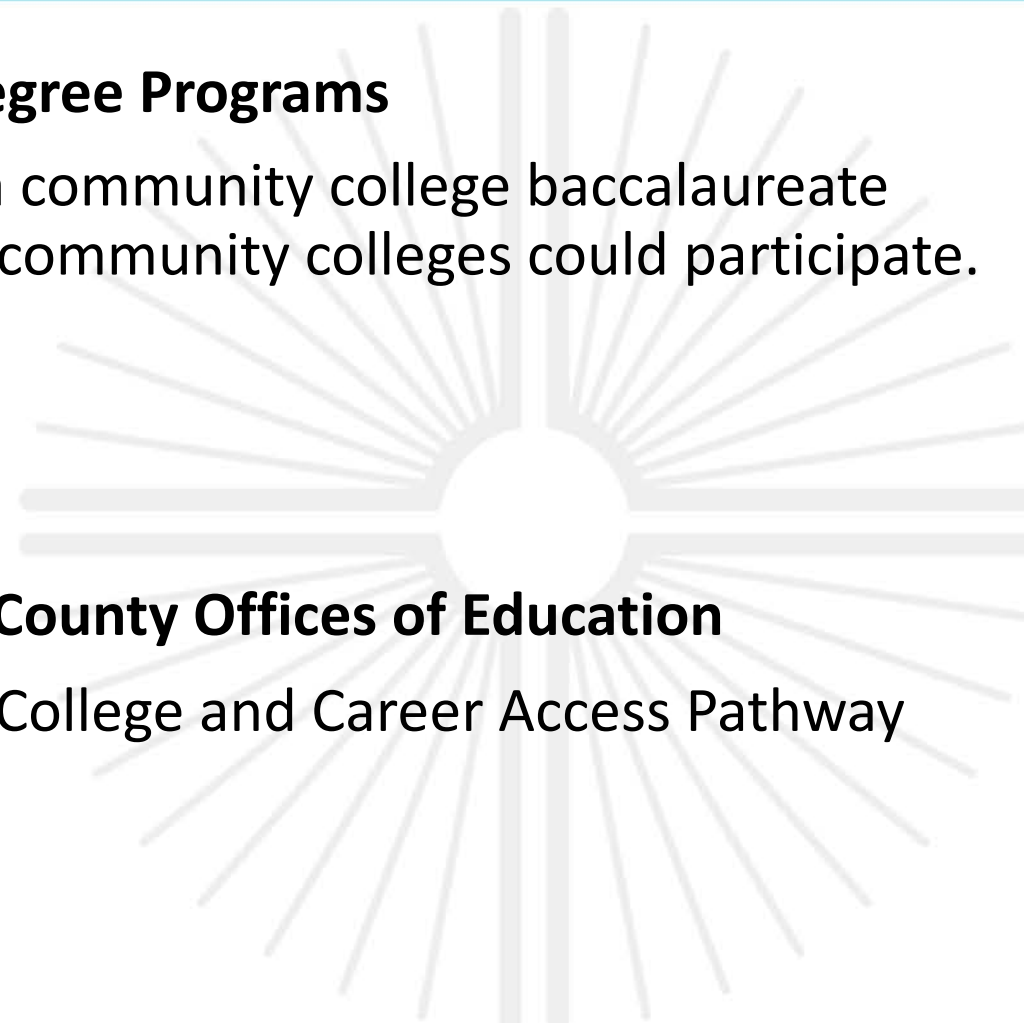 egree Programs
community college baccalaureate
community colleges could participate.
County Offices of Education
College and Career Access Pathway